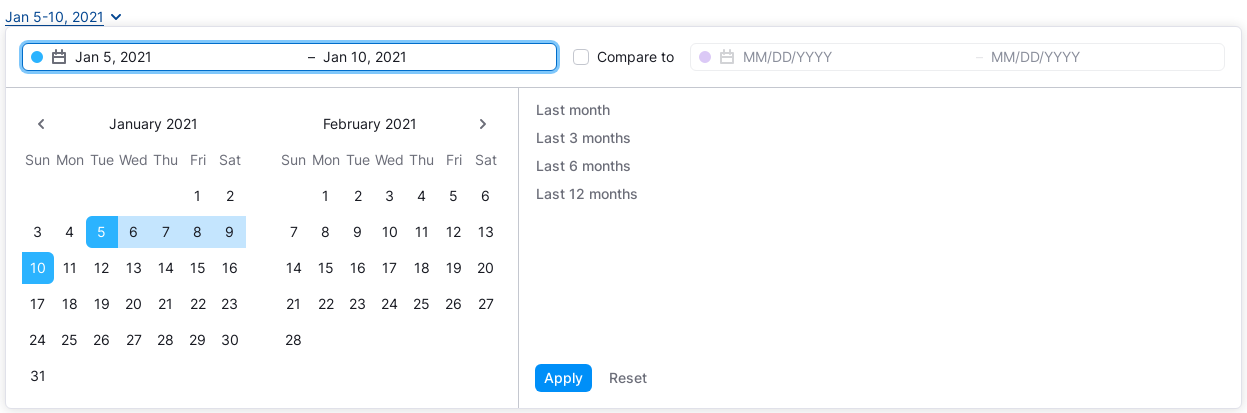 Jan 5-10, 2021
Jan 5, 2021 – Jan 10, 2021 Compare to MM/DD/YYYY – MM/DD/YYYY
January 2021 February 2021
Sun Mon Tue Wed Thu Fri Sat Sun Mon Tue Wed Thu Fri Sat
1 2 1 2 3 4 5 6
3 4 5 6 7 8 9 7 8 9 10 11 12 13
10 11 12 13 14 15 16 14 15 16 17 18 19 20
17 18 19 20 21 22 23 21 22 23 24 25 26 27
24 25 26 27 28 29 30 28
31
Last month
Last 3 months
Last 6 months
Last 12 months
Apply Reset